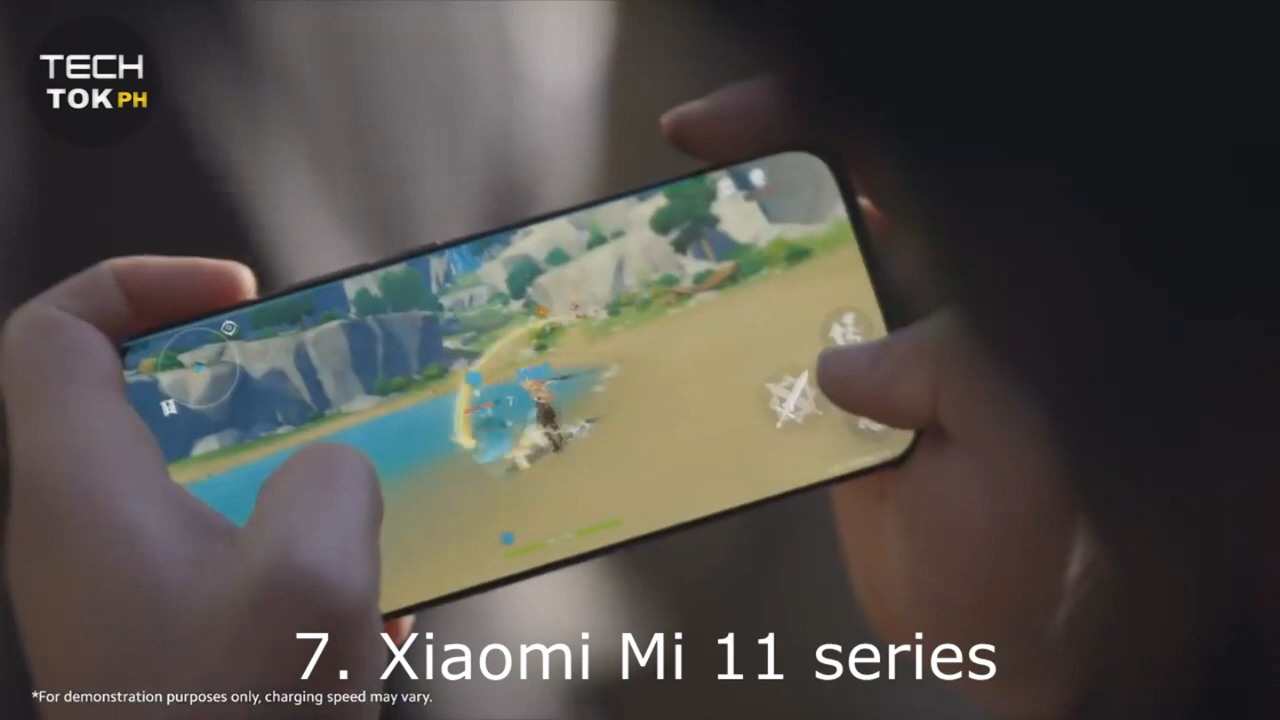 TECH
TOK PH
7. Xiaomi Mi 11 series
*For demonstration purposes only, charging speed may vary.